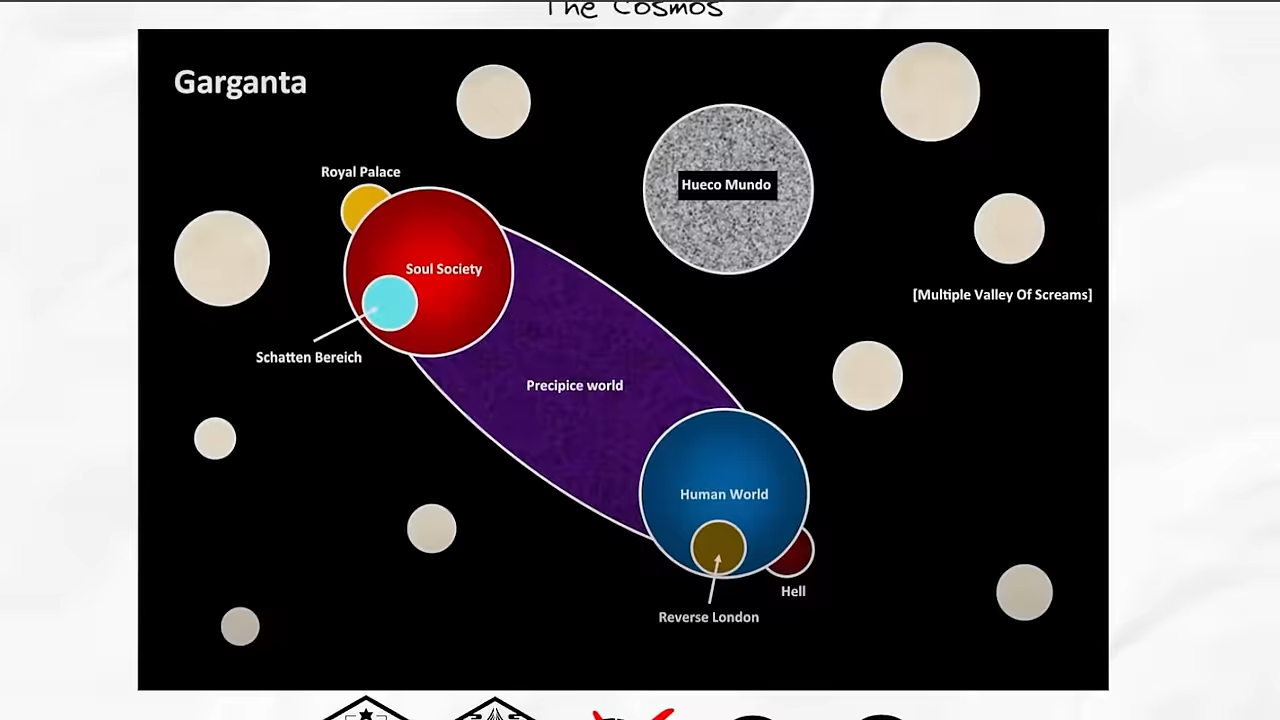 The Cosmos
Garganta
Royal Palace
Hueco Mundo
Soul Society
[Multiple Valley Of Screams]
Schatten Bereich
Precipice world
Human World
Hell
Reverse London